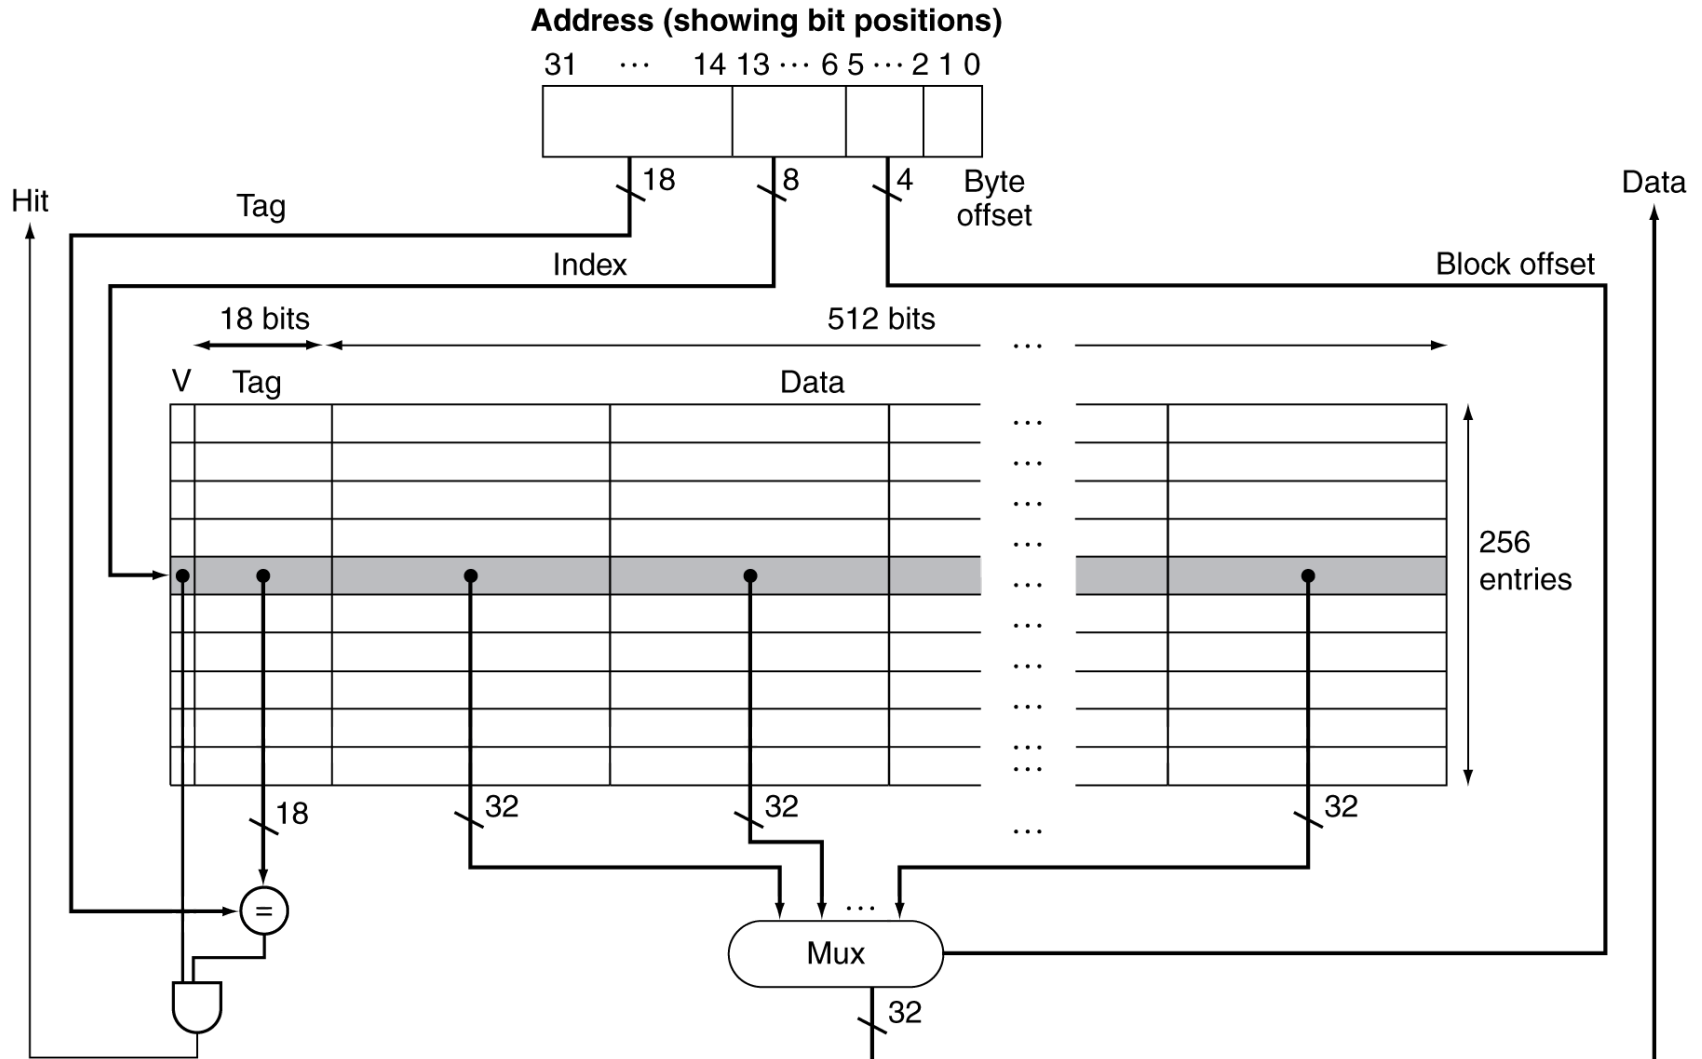 Address (showing bit positions)
31 ··· 14 13 ··· 6 5 ··· 2 1 0
18 8 4 Byte offset
Hit
Tag
Data
Index
Block offset
18 bits
512 bits
···
V Tag Data
···
···
···
···
···
···
···
···
···
···
256
entries
18 32 32 ··· 32
=
···
Mux
32